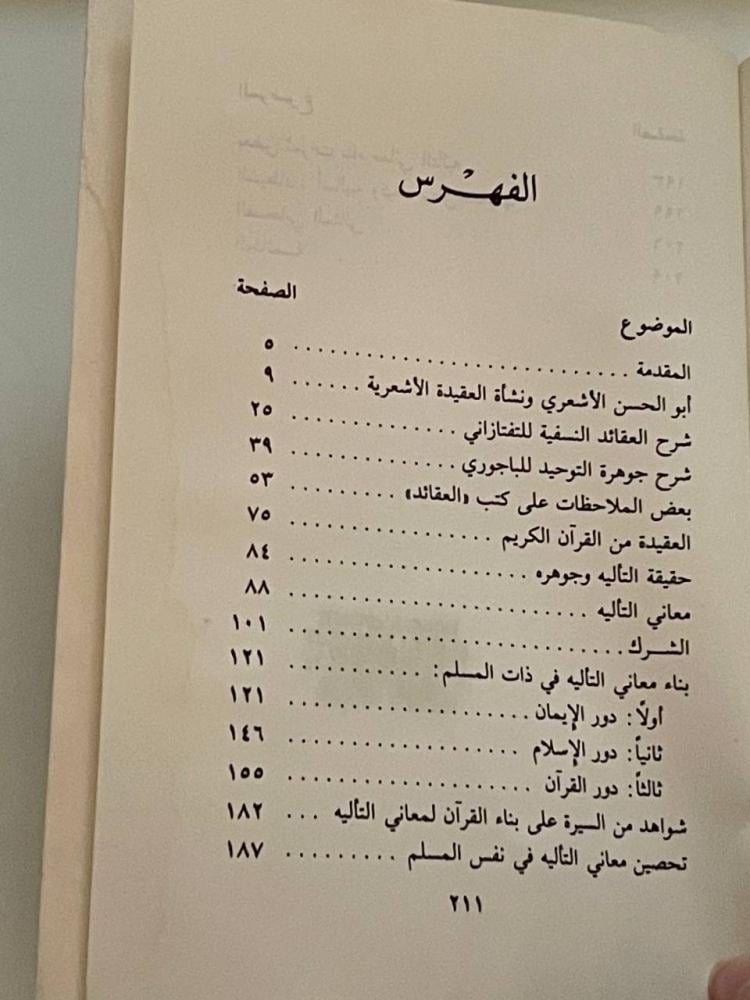 الفهرس
الموضوع الصفحة
المقدمة ............................ ٥
أبو الحسن الأشعري ونشأة العقيدة الأشعرية ...... ٩
شرح العقائد النسفية للتفتازاني .............. ٢٥
شرح جوهرة التوحيد للباجوري .............. ٣٩
بعض الملاحظات على كتب «العقائد» ......... ٥٣
العقيدة من القرآن الكريم ................. ٧٥
حقيقة التأليه وجوهره .................... ٨٤
معاني التأليه ......................... ٨٨
الشرك ............................ ١٠١
بناء معاني التأليه في ذات المسلم: ........... ١٢١
أولًا: دور الإيمان .................... ١٢١
ثانياً: دور الإسلام ................... ١٤٦
ثالثاً: دور القرآن .................... ١٥٥
شواهد من السيرة على بناء القرآن لمعاني التأليه ... ١٨٢
تحصين معاني التأليه في نفس المسلم ......... ١٨٧
٢١١